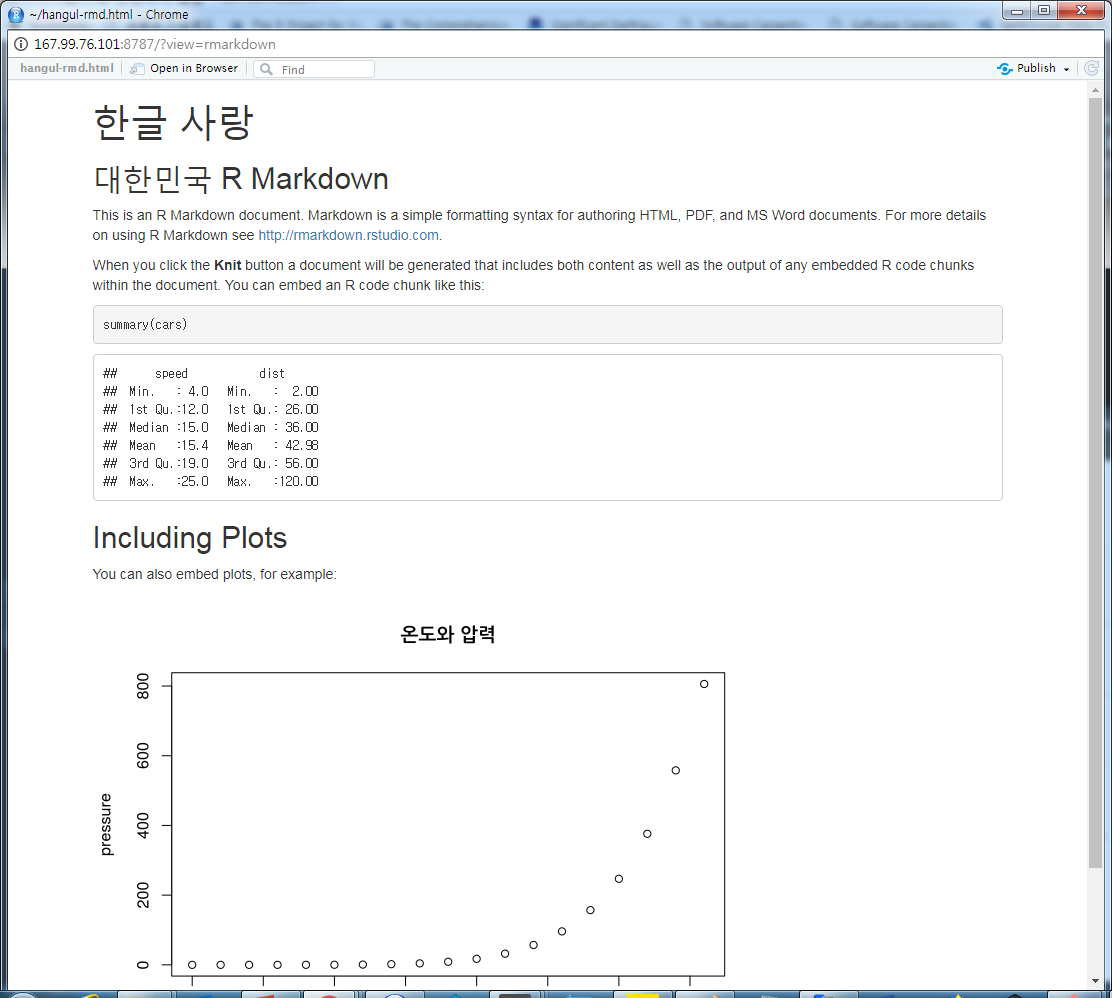 ~/hangul-rmd.html - Chrome
167.99.76.101:8787/?view=rmarkdown
hangul-rmd.html Open in Browser Find Publish
한글 사랑
대한민국 R Markdown
This is an R Markdown document. Markdown is a simple formatting syntax for authoring HTML, PDF, and MS Word documents. For more details
on using R Markdown see http://rmarkdown.rstudio.com.
When you click the Knit button a document will be generated that includes both content as well as the output of any embedded R code chunks
within the document. You can embed an R code chunk like this:
summary(cars)
##      speed           dist
##  Min.   : 4.0   Min.   :  2.00
##  1st Qu.:12.0   1st Qu.: 26.00
##  Median :15.0   Median : 36.00
##  Mean   :15.4   Mean   : 42.98
##  3rd Qu.:19.0   3rd Qu.: 56.00
##  Max.   :25.0   Max.   :120.00
Including Plots
You can also embed plots, for example:
온도와 압력
800
600
400
200
0
pressure